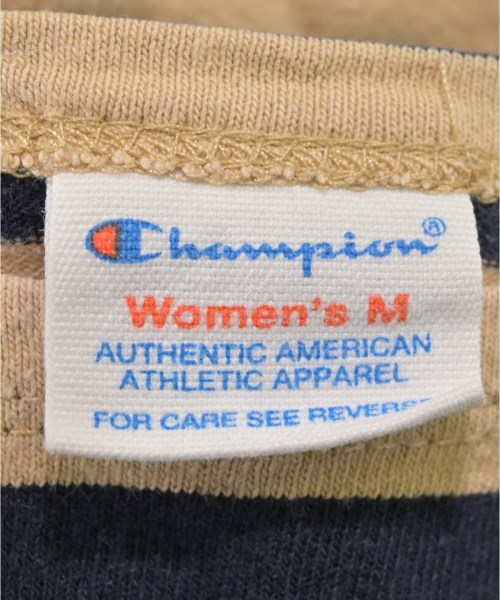 Champion®
Women's M
AUTHENTIC AMERICAN
ATHLETIC APPAREL
FOR CARE SEE REVERSE